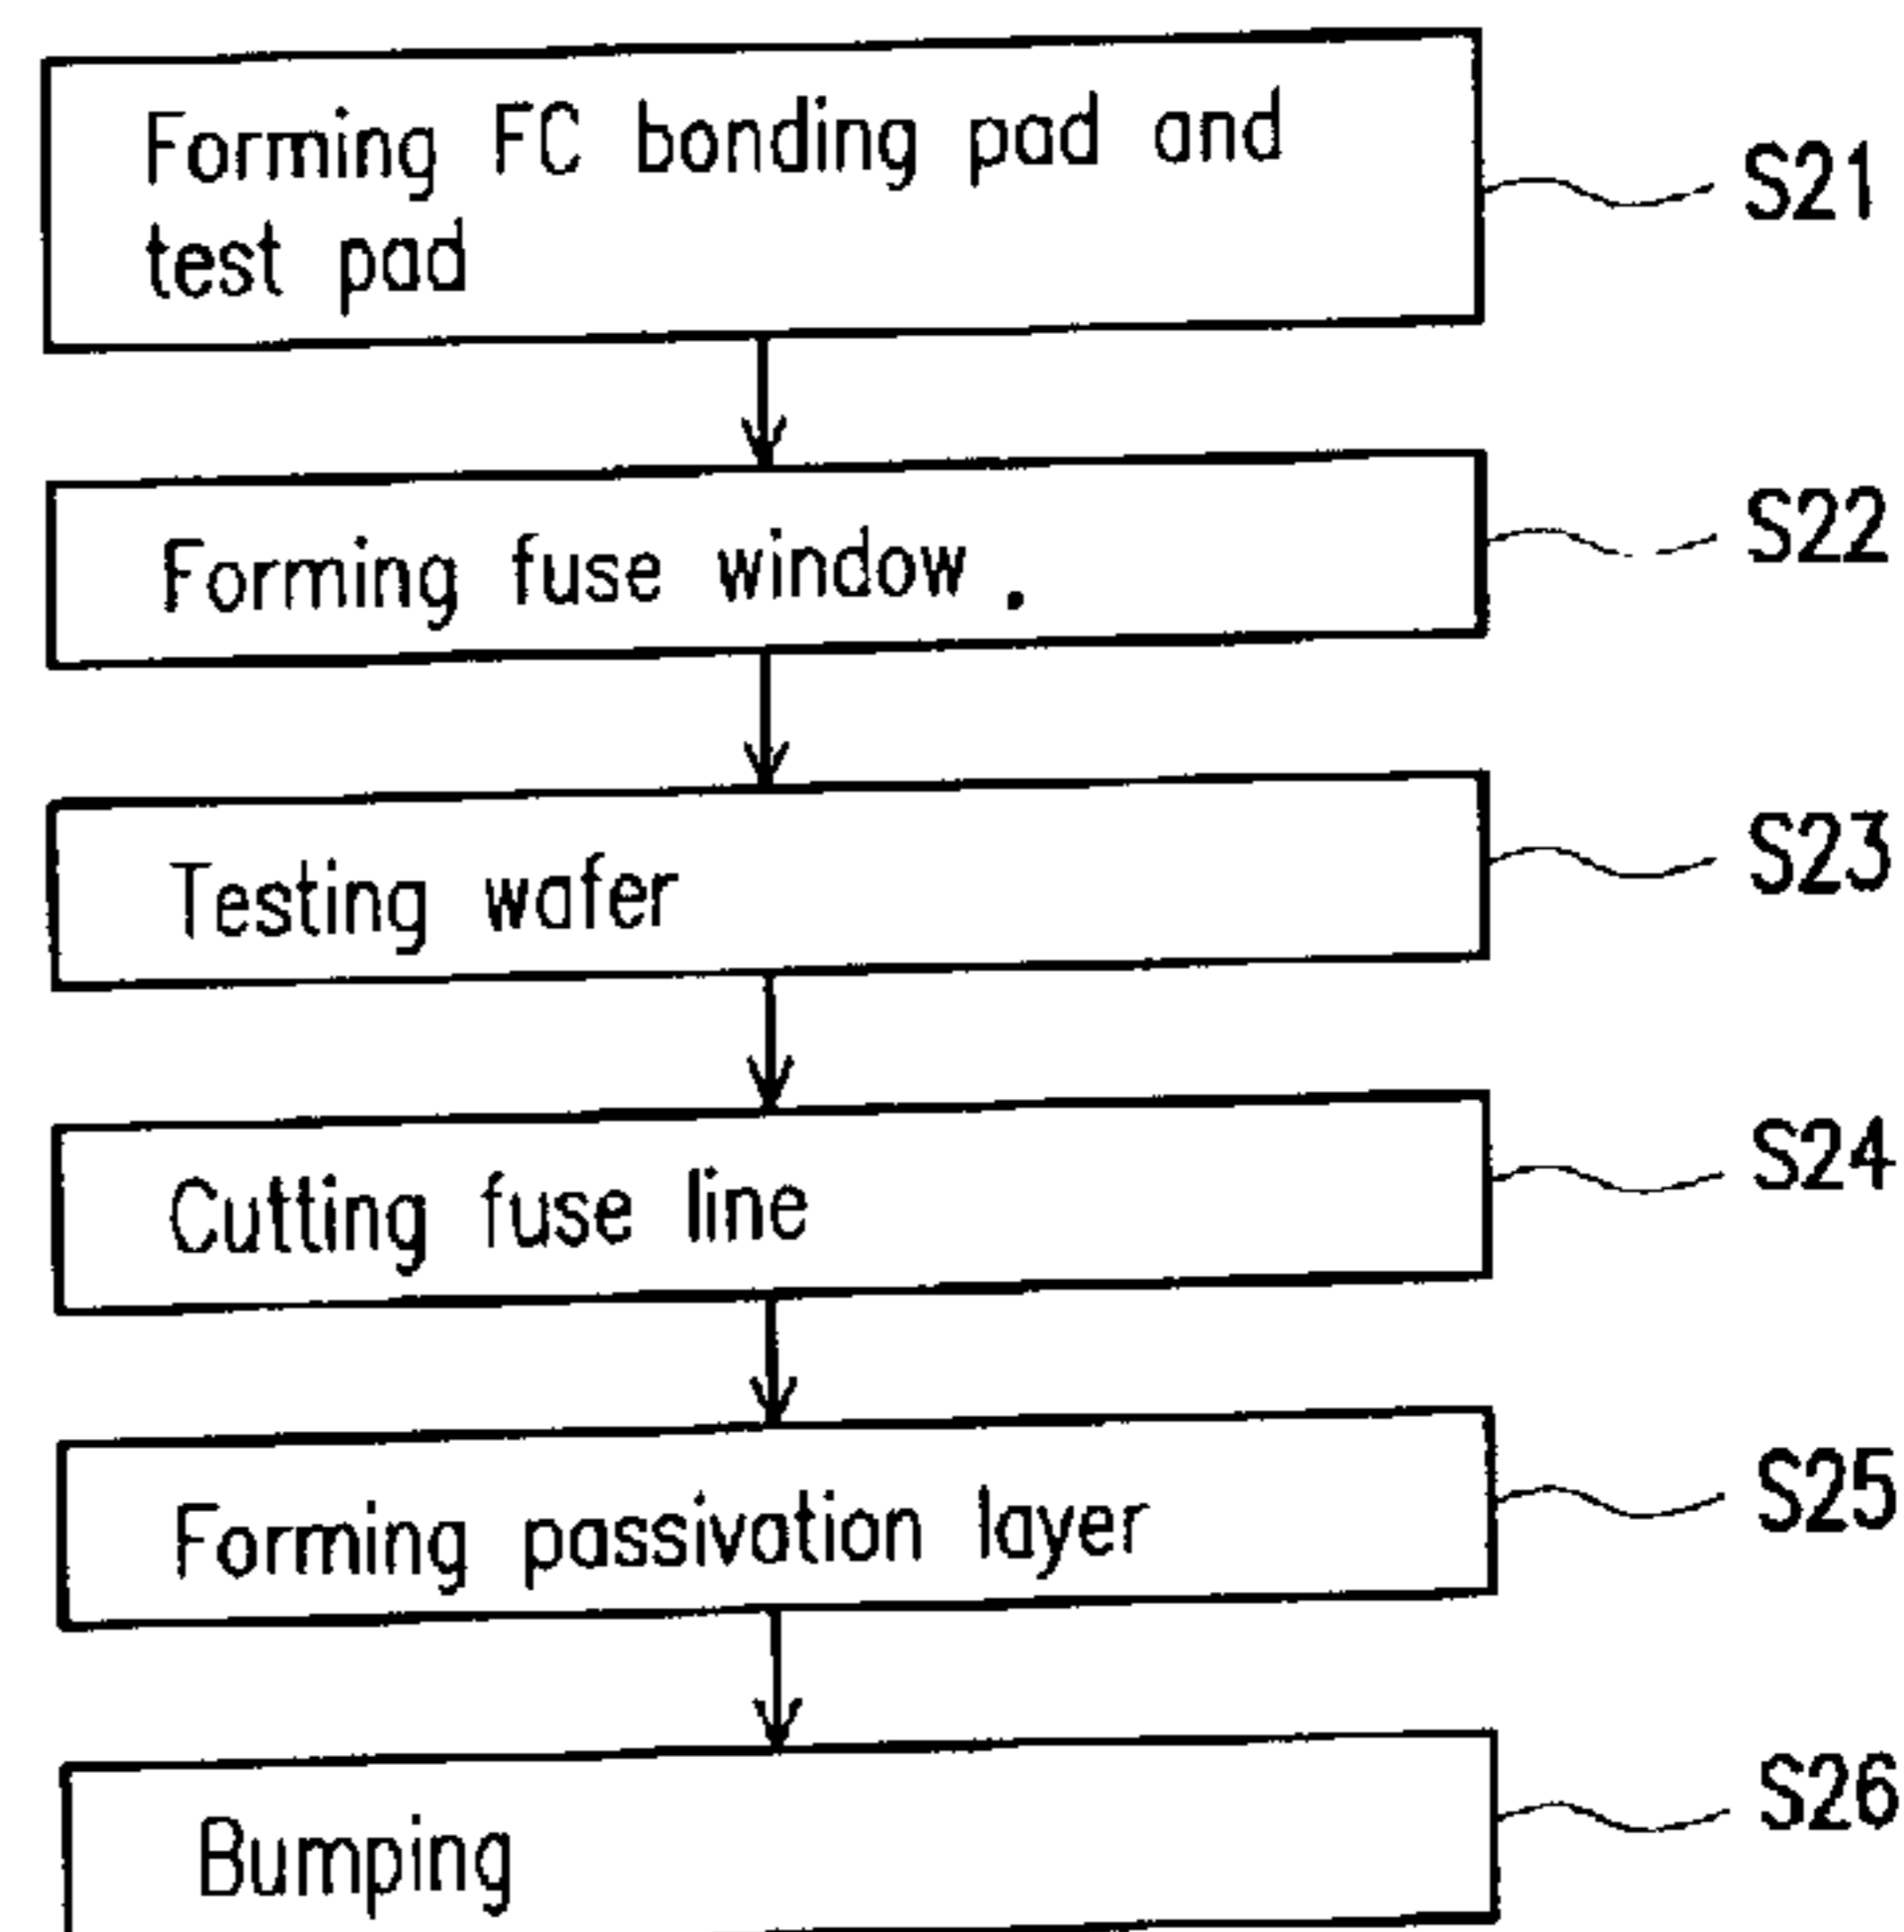 Forming FC bonding pad and
test pad
S21
Forming fuse window .
S22
Testing wafer
S23
Cutting fuse line
S24
Forming passivation layer
S25
Bumping
S26